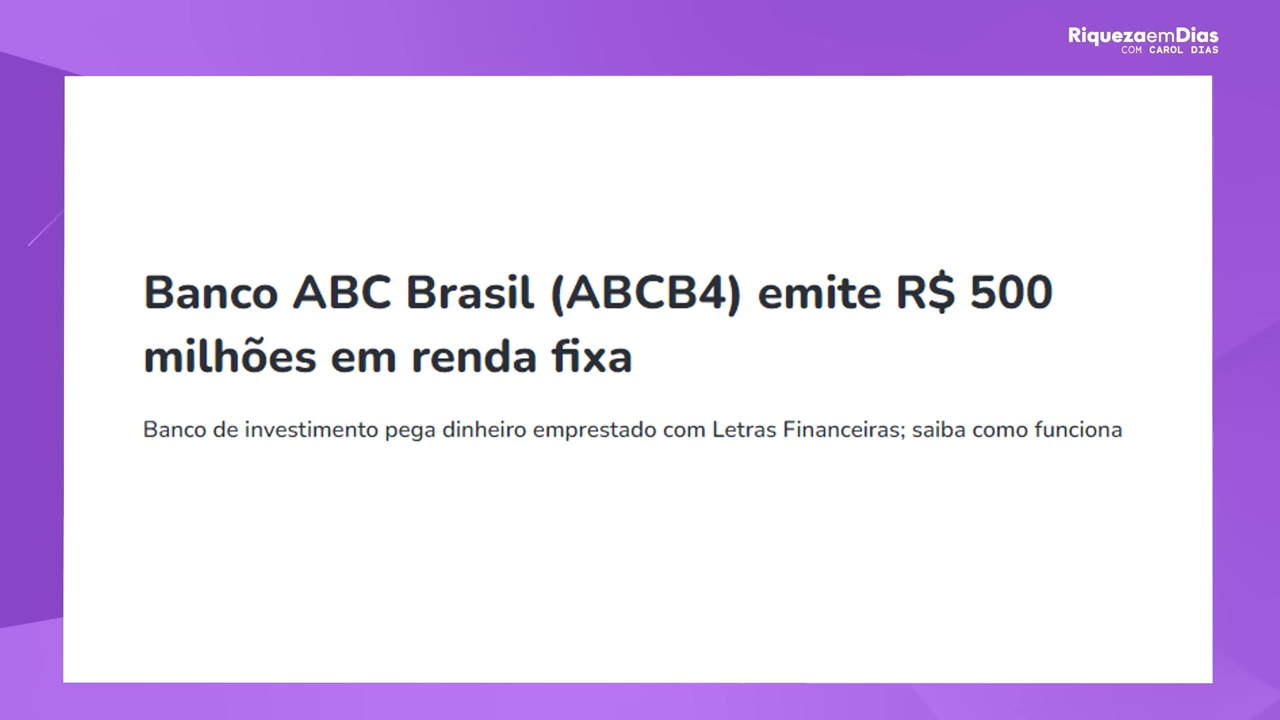 RiquezaemDias
COM CAROL DIAS
Banco ABC Brasil (ABCB4) emite R$ 500
milhões em renda fixa
Banco de investimento pega dinheiro emprestado com Letras Financeiras; saiba como funciona